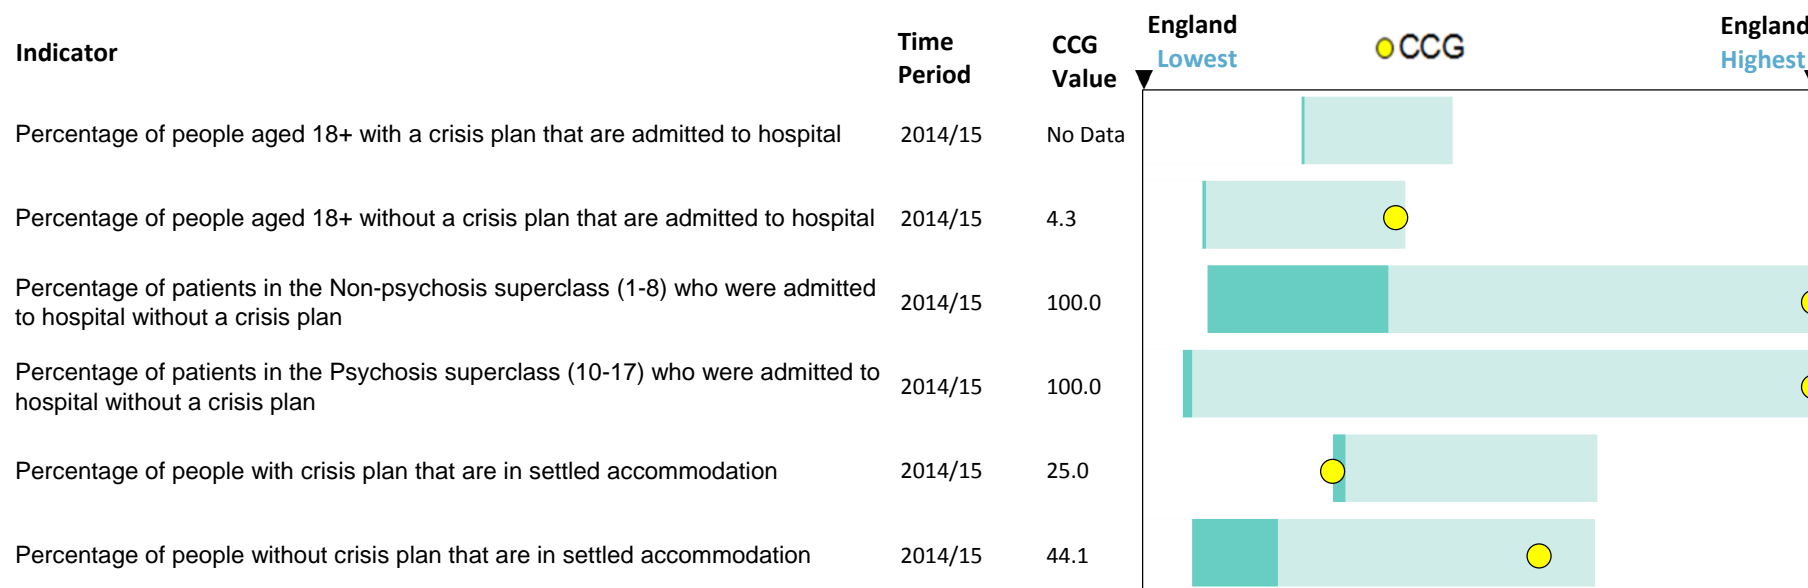 Indicator
Time
Period
CCG
Value
England
Lowest
CCG
England
Highest
Percentage of people aged 18+ with a crisis plan that are admitted to hospital 2014/15 No Data
Percentage of people aged 18+ without a crisis plan that are admitted to hospital 2014/15 4.3
Percentage of patients in the Non-psychosis superclass (1-8) who were admitted
to hospital without a crisis plan
2014/15 100.0
Percentage of patients in the Psychosis superclass (10-17) who were admitted to
hospital without a crisis plan
2014/15 100.0
Percentage of people with crisis plan that are in settled accommodation 2014/15 25.0
Percentage of people without crisis plan that are in settled accommodation 2014/15 44.1